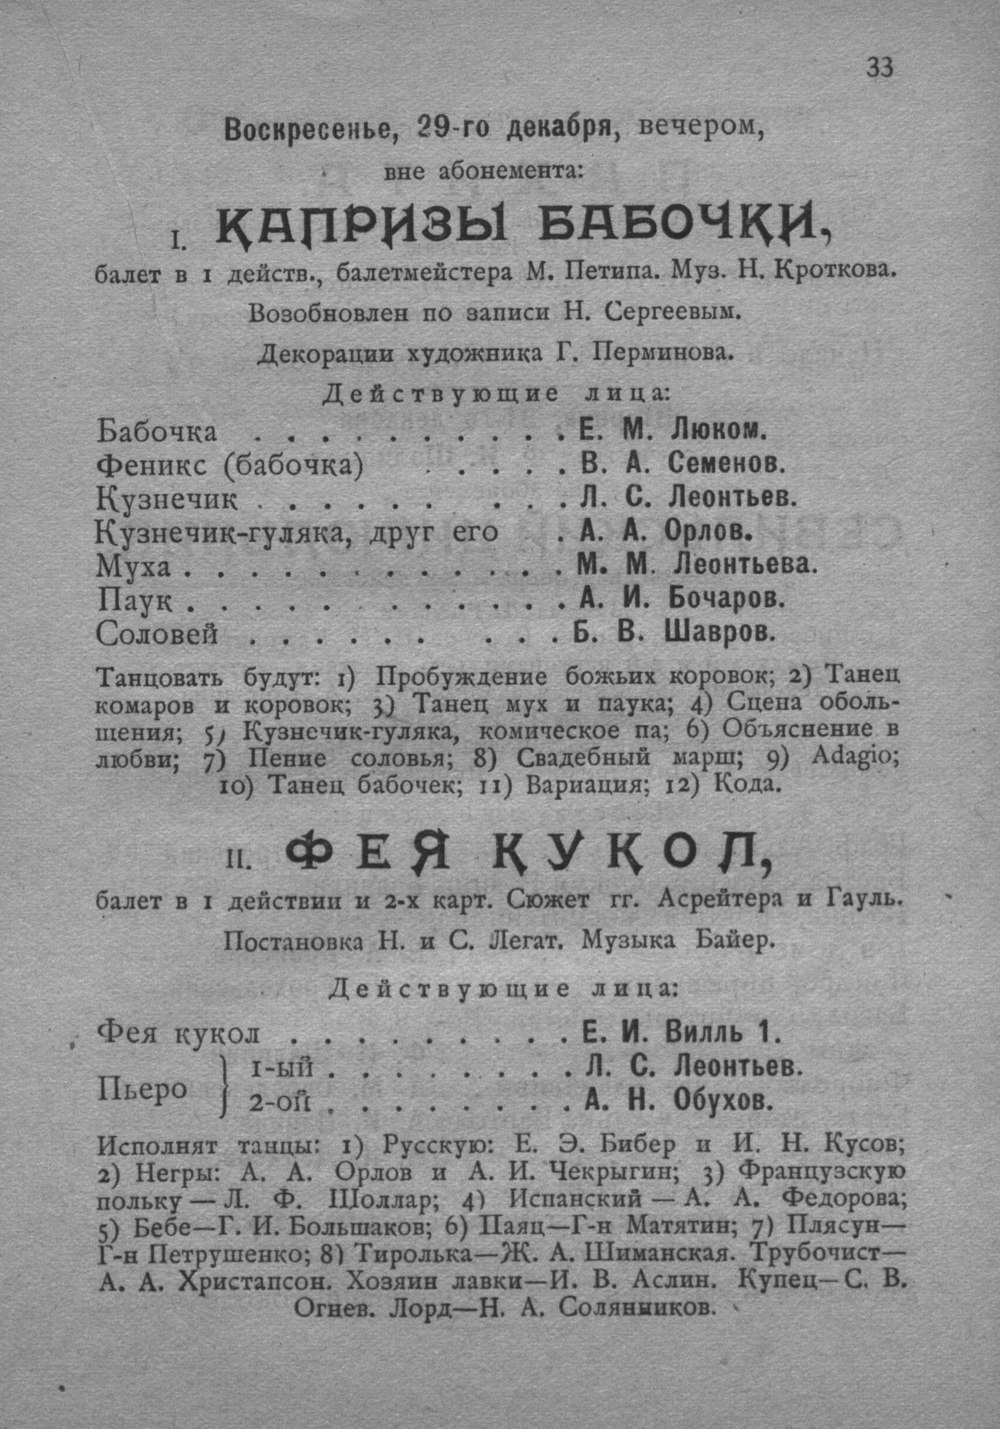 33
Воскресенье, 29-го декабря, вечером,
вне абонемента:
I. КАПРИЗЫ БАБОЧКИ,
балет в 1 действ., балетмейстера М. Петипа. Муз. Н. Кроткова.
Возобновлен по записи Н. Сергеевым.
Декорации художника Г. Перминова.
Действующие лица:
Бабочка . . . . . . . . . . Е. М. Люком.
Феникс (бабочка) . . . . . В. А. Семенов.
Кузнечик . . . . . . . . . . Л. С. Леонтьев.
Кузнечик-гуляка, друг его . А. А. Орлов.
Муха . . . . . . . . . . . . М. М. Леонтьева.
Паук . . . . . . . . . . . . А. И. Бочаров.
Соловей . . . . . . . . . Б. В. Шавров.
Танцовать будут: 1) Пробуждение божьих коровок; 2) Танец
комаров и коровок; 3) Танец мух и паука; 4) Сцена оболь-
щения; 5) Кузнечик-гуляка, комическое па; 6) Объяснение в
любви; 7) Пение соловья; 8) Свадебный марш; 9) Adagio;
10) Танец бабочек; 11) Вариация; 12) Кода.
II. ФЕЯ КУКОЛ,
балет в 1 действии и 2-х карт. Сюжет гг. Асрейтера и Гауль.
Постановка Н. и С. Легат. Музыка Байер.
Действующие лица:
Фея кукол . . . . . . . . . Е. И. Вилль 1.
Пьеро } 1-ый . . . . . . . . Л. С. Леонтьев.
2-ой . . . . . . . . А. Н. Обухов.
Исполнят танцы: 1) Русскую: Е. Э. Бибер и И. Н. Кусов;
2) Негры: А. А. Орлов и А. И. Чекрыгин; 3) Французскую
польку — Л. Ф. Шоллар; 4) Испанский — А. А. Федорова;
5) Бебе—Г. И. Большаков; 6) Паяц—Г-н Матятин; 7) Плясун—
Г-н Петрушенко; 8) Тиролька—Ж. А. Шиманская. Трубочист—
А. А. Христапсон. Хозяин лавки—И. В. Аслин. Купец—С. В.
Огнев. Лорд—Н. А. Солянников.